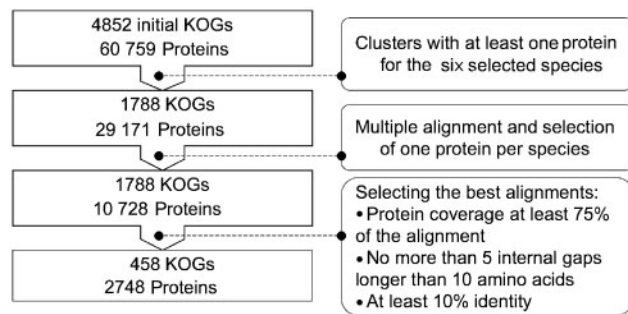 4852 initial KOGs
60 759 Proteins
Clusters with at least one protein
for the six selected species
1788 KOGs
29 171 Proteins
Multiple alignment and selection
of one protein per species
1788 KOGs
10 728 Proteins
Selecting the best alignments:
• Protein coverage at least 75%
of the alignment
• No more than 5 internal gaps
longer than 10 amino acids
• At least 10% identity
458 KOGs
2748 Proteins